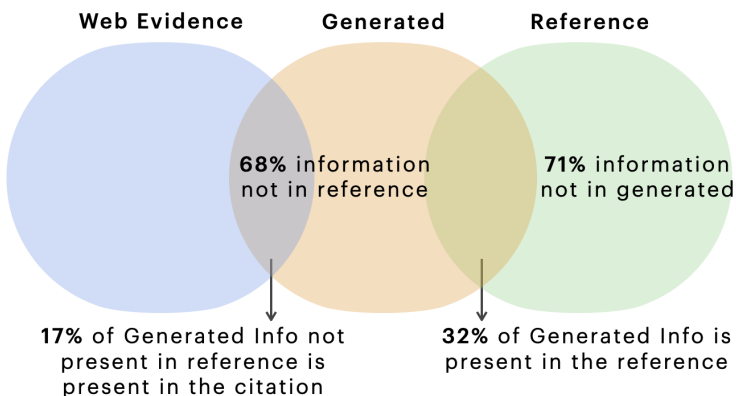 Web Evidence
Generated
Reference
68% information
not in reference
71% information
not in generated
17% of Generated Info not
present in reference is
present in the citation
32% of Generated Info is
present in the reference